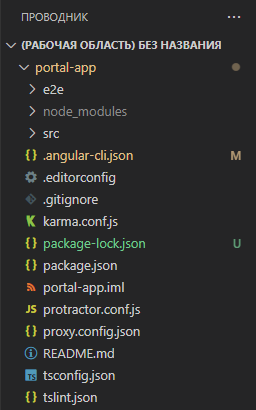 ПРОВОДНИК
(РАБОЧАЯ ОБЛАСТЬ) БЕЗ НАЗВАНИЯ
portal-app
e2e
node_modules
src
{} .angular-cli.json M
.editorconfig
.gitignore
karma.conf.js
{} package-lock.json U
{} package.json
portal-app.iml
JS protractor.conf.js
{} proxy.config.json
README.md
TS tsconfig.json
{} tslint.json